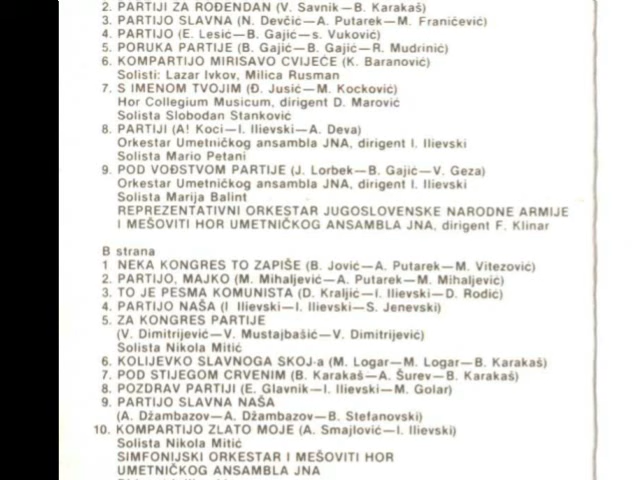 2. PARTIJI ZA ROĐENDAN (V. Savnik—B. Karakaš)
3. PARTIJO SLAVNA (N. Devčić—A. Putarek—M. Franićević)
4. PARTIJO (E. Lesić—B. Gajić—s. Vuković)
5. PORUKA PARTIJE (B. Gajić—B. Gajić—R. Mudrinić)
6. KOMPARTIJO MIRISAVO CVIJEĆE (K. Baranović)
Solisti: Lazar Ivkov, Milica Rusman
7. S IMENOM TVOJIM (Đ. Jusić—M. Kocković)
Hor Collegium Musicum, dirigent D. Marović
Solista Slobodan Stanković
8. PARTIJI (A! Koci—I. Ilievski—A. Deva)
Orkestar Umetničkog ansambla JNA, dirigent I. Ilievski
Solista Mario Petani
9. POD VOĐSTVOM PARTIJE (J. Lorbek—B. Gajić—V. Geza)
Orkestar Umetničkog ansambla JNA, dirigent I. Ilievski
Solista Marija Balint
REPREZENTATIVNI ORKESTAR JUGOSLOVENSKE NARODNE ARMIJE
I MEŠOVITI HOR UMETNIČKOG ANSAMBLA JNA, dirigent F. Klinar
B strana
1 NEKA KONGRES TO ZAPIŠE (B. Jović—A. Putarek—M. Vitezović)
2. PARTIJO, MAJKO (M. Mihaljević—A. Putarek—M. Mihaljević)
3. TO JE PESMA KOMUNISTA (D. Kraljić—I. Ilievski—D. Rodić)
4. PARTIJO NAŠA (I Ilievski—I. Ilievski—S. Jenevski)
5. ZA KONGRES PARTIJE
(V. Dimitrijević—V. Mustajbašić—V. Dimitrijević)
Solista Nikola Mitić
6. KOLIJEVKO SLAVNOGA SKOJ-a (M. Logar—M. Logar—B. Karakaš)
7. POD STIJEGOM CRVENIM (B. Karakaš—A. Šurev—B. Karakaš)
8. POZDRAV PARTIJI (E. Glavnik—I. Ilievski—M. Golar)
9. PARTIJO SLAVNA NAŠA
(A. Džambazov—A. Džambazov—B. Stefanovski)
10. KOMPARTIJO ZLATO MOJE (A. Smajlović—I. Ilievski)
Solista Nikola Mitić
SIMFONIJSKI ORKESTAR I MEŠOVITI HOR
UMETNIČKOG ANSAMBLA JNA